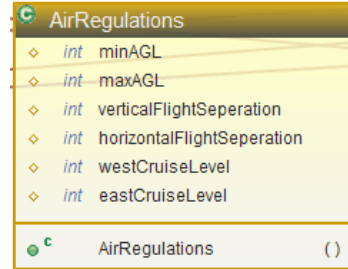 C AirRegulations
int minAGL
int maxAGL
int verticalFlightSeperation
int horizontalFlightSeperation
int westCruiseLevel
int eastCruiseLevel
c AirRegulations ()